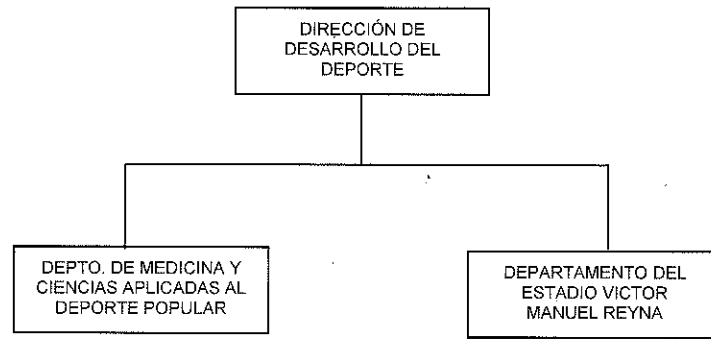 DIRECCIÓN DE
DESARROLLO DEL
DEPORTE
DEPTO. DE MEDICINA Y
CIENCIAS APLICADAS AL
DEPORTE POPULAR
DEPARTAMENTO DEL
ESTADIO VICTOR
MANUEL REYNA